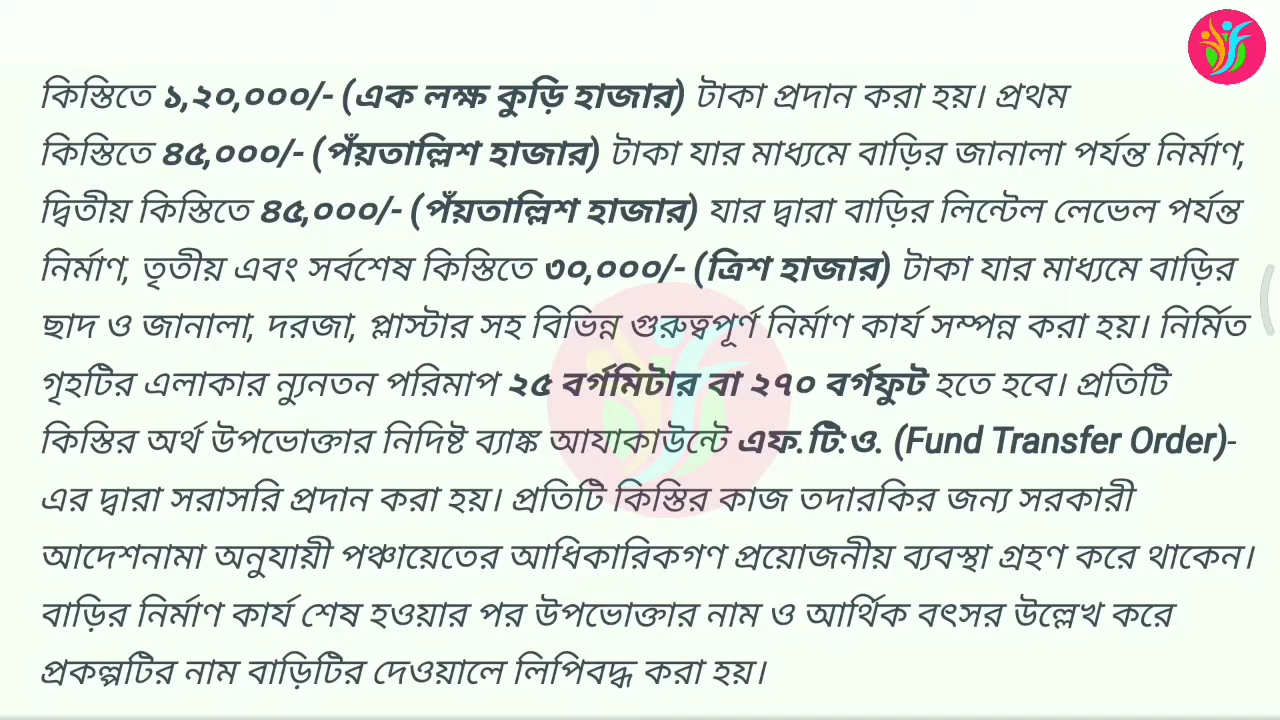 কিস্তিতে ১,২০,০০০/- (এক লক্ষ কুড়ি হাজার) টাকা প্রদান করা হয়। প্রথম
কিস্তিতে ৪৫,০০০/- (পঁয়তাল্লিশ হাজার) টাকা যার মাধ্যমে বাড়ির জানালা পর্যন্ত নির্মাণ,
দ্বিতীয় কিস্তিতে ৪৫,০০০/- (পঁয়তাল্লিশ হাজার) যার দ্বারা বাড়ির লিন্টেল লেভেল পর্যন্ত
নির্মাণ, তৃতীয় এবং সর্বশেষ কিস্তিতে ৩০,০০০/- (ত্রিশ হাজার) টাকা যার মাধ্যমে বাড়ির
ছাদ ও জানালা, দরজা, প্লাস্টার সহ বিভিন্ন গুরুত্বপূর্ণ নির্মাণ কার্য সম্পন্ন করা হয়। নির্মিত
গৃহটির এলাকার ন্যুনতন পরিমাপ ২৫ বর্গমিটার বা ২৭০ বর্গফুট হতে হবে। প্রতিটি
কিস্তির অর্থ উপভোক্তার নিদিষ্ট ব্যাঙ্ক আযাকাউন্টে এফ.টি:ও. (Fund Transfer Order)-
এর দ্বারা সরাসরি প্রদান করা হয়। প্রতিটি কিস্তির কাজ তদারকির জন্য সরকারী
আদেশনামা অনুযায়ী পঞ্চায়েতের আধিকারিকগণ প্রয়োজনীয় ব্যবস্থা গ্রহণ করে থাকেন।
বাড়ির নির্মাণ কার্য শেষ হওয়ার পর উপভোক্তার নাম ও আর্থিক বৎসর উল্লেখ করে
প্রকল্পটির নাম বাড়িটির দেওয়ালে লিপিবদ্ধ করা হয়।